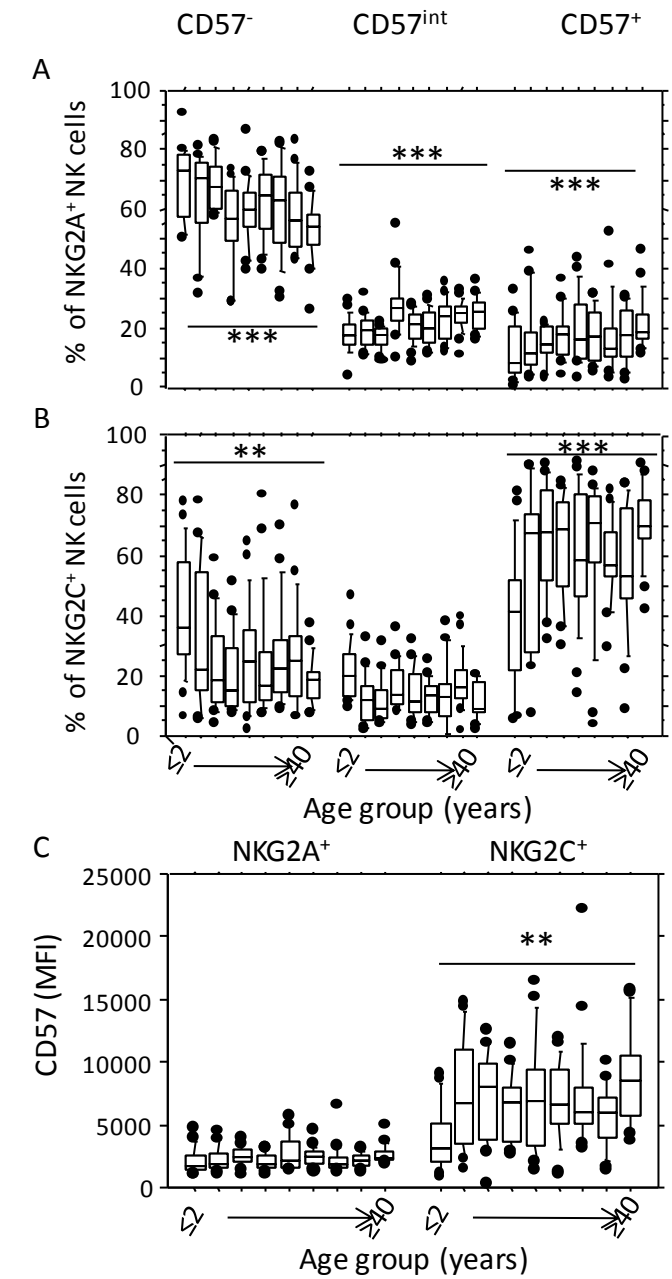 CD57⁻ CD57ⁱⁿᵗ CD57⁺
A
% of NKG2A⁺ NK cells
100
80
60
40
20
0
***
***
***
B
% of NKG2C⁺ NK cells
100
80
60
40
20
0
**
***
≤2 ≥40 ≤2 ≥40 ≤2 ≥40
Age group (years)
C
NKG2A⁺ NKG2C⁺
CD57 (MFI)
25000
20000
15000
10000
5000
0
**
≤2 ≥40 ≤2 ≥40
Age group (years)